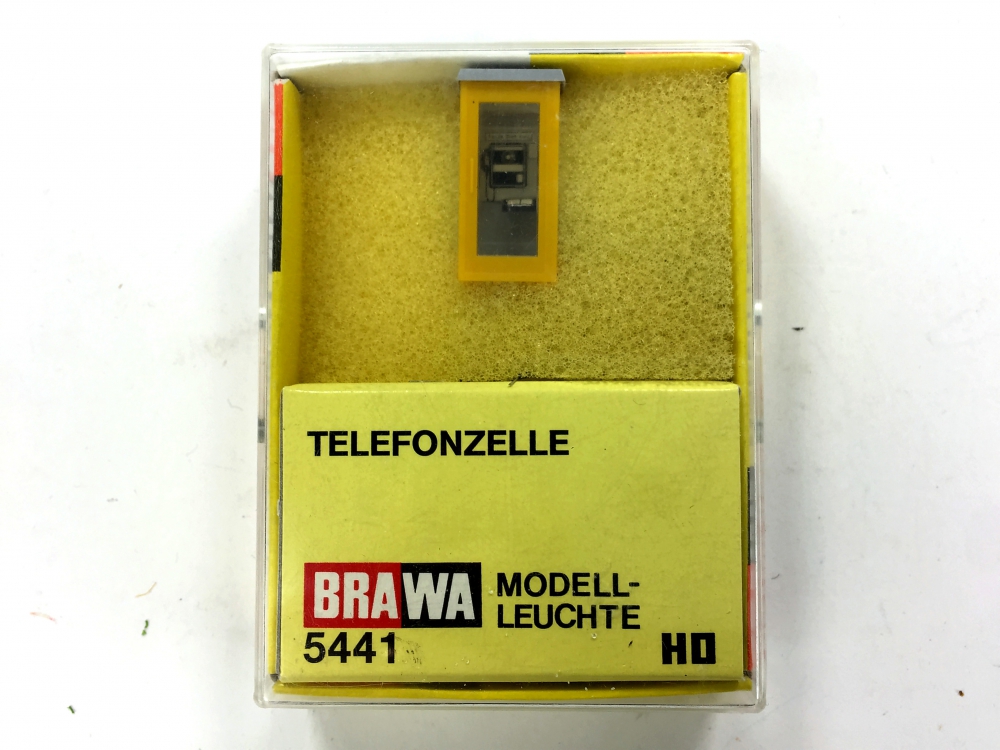 TELEFONZELLE
BRAWA MODELL-
LEUCHTE
5441
HO